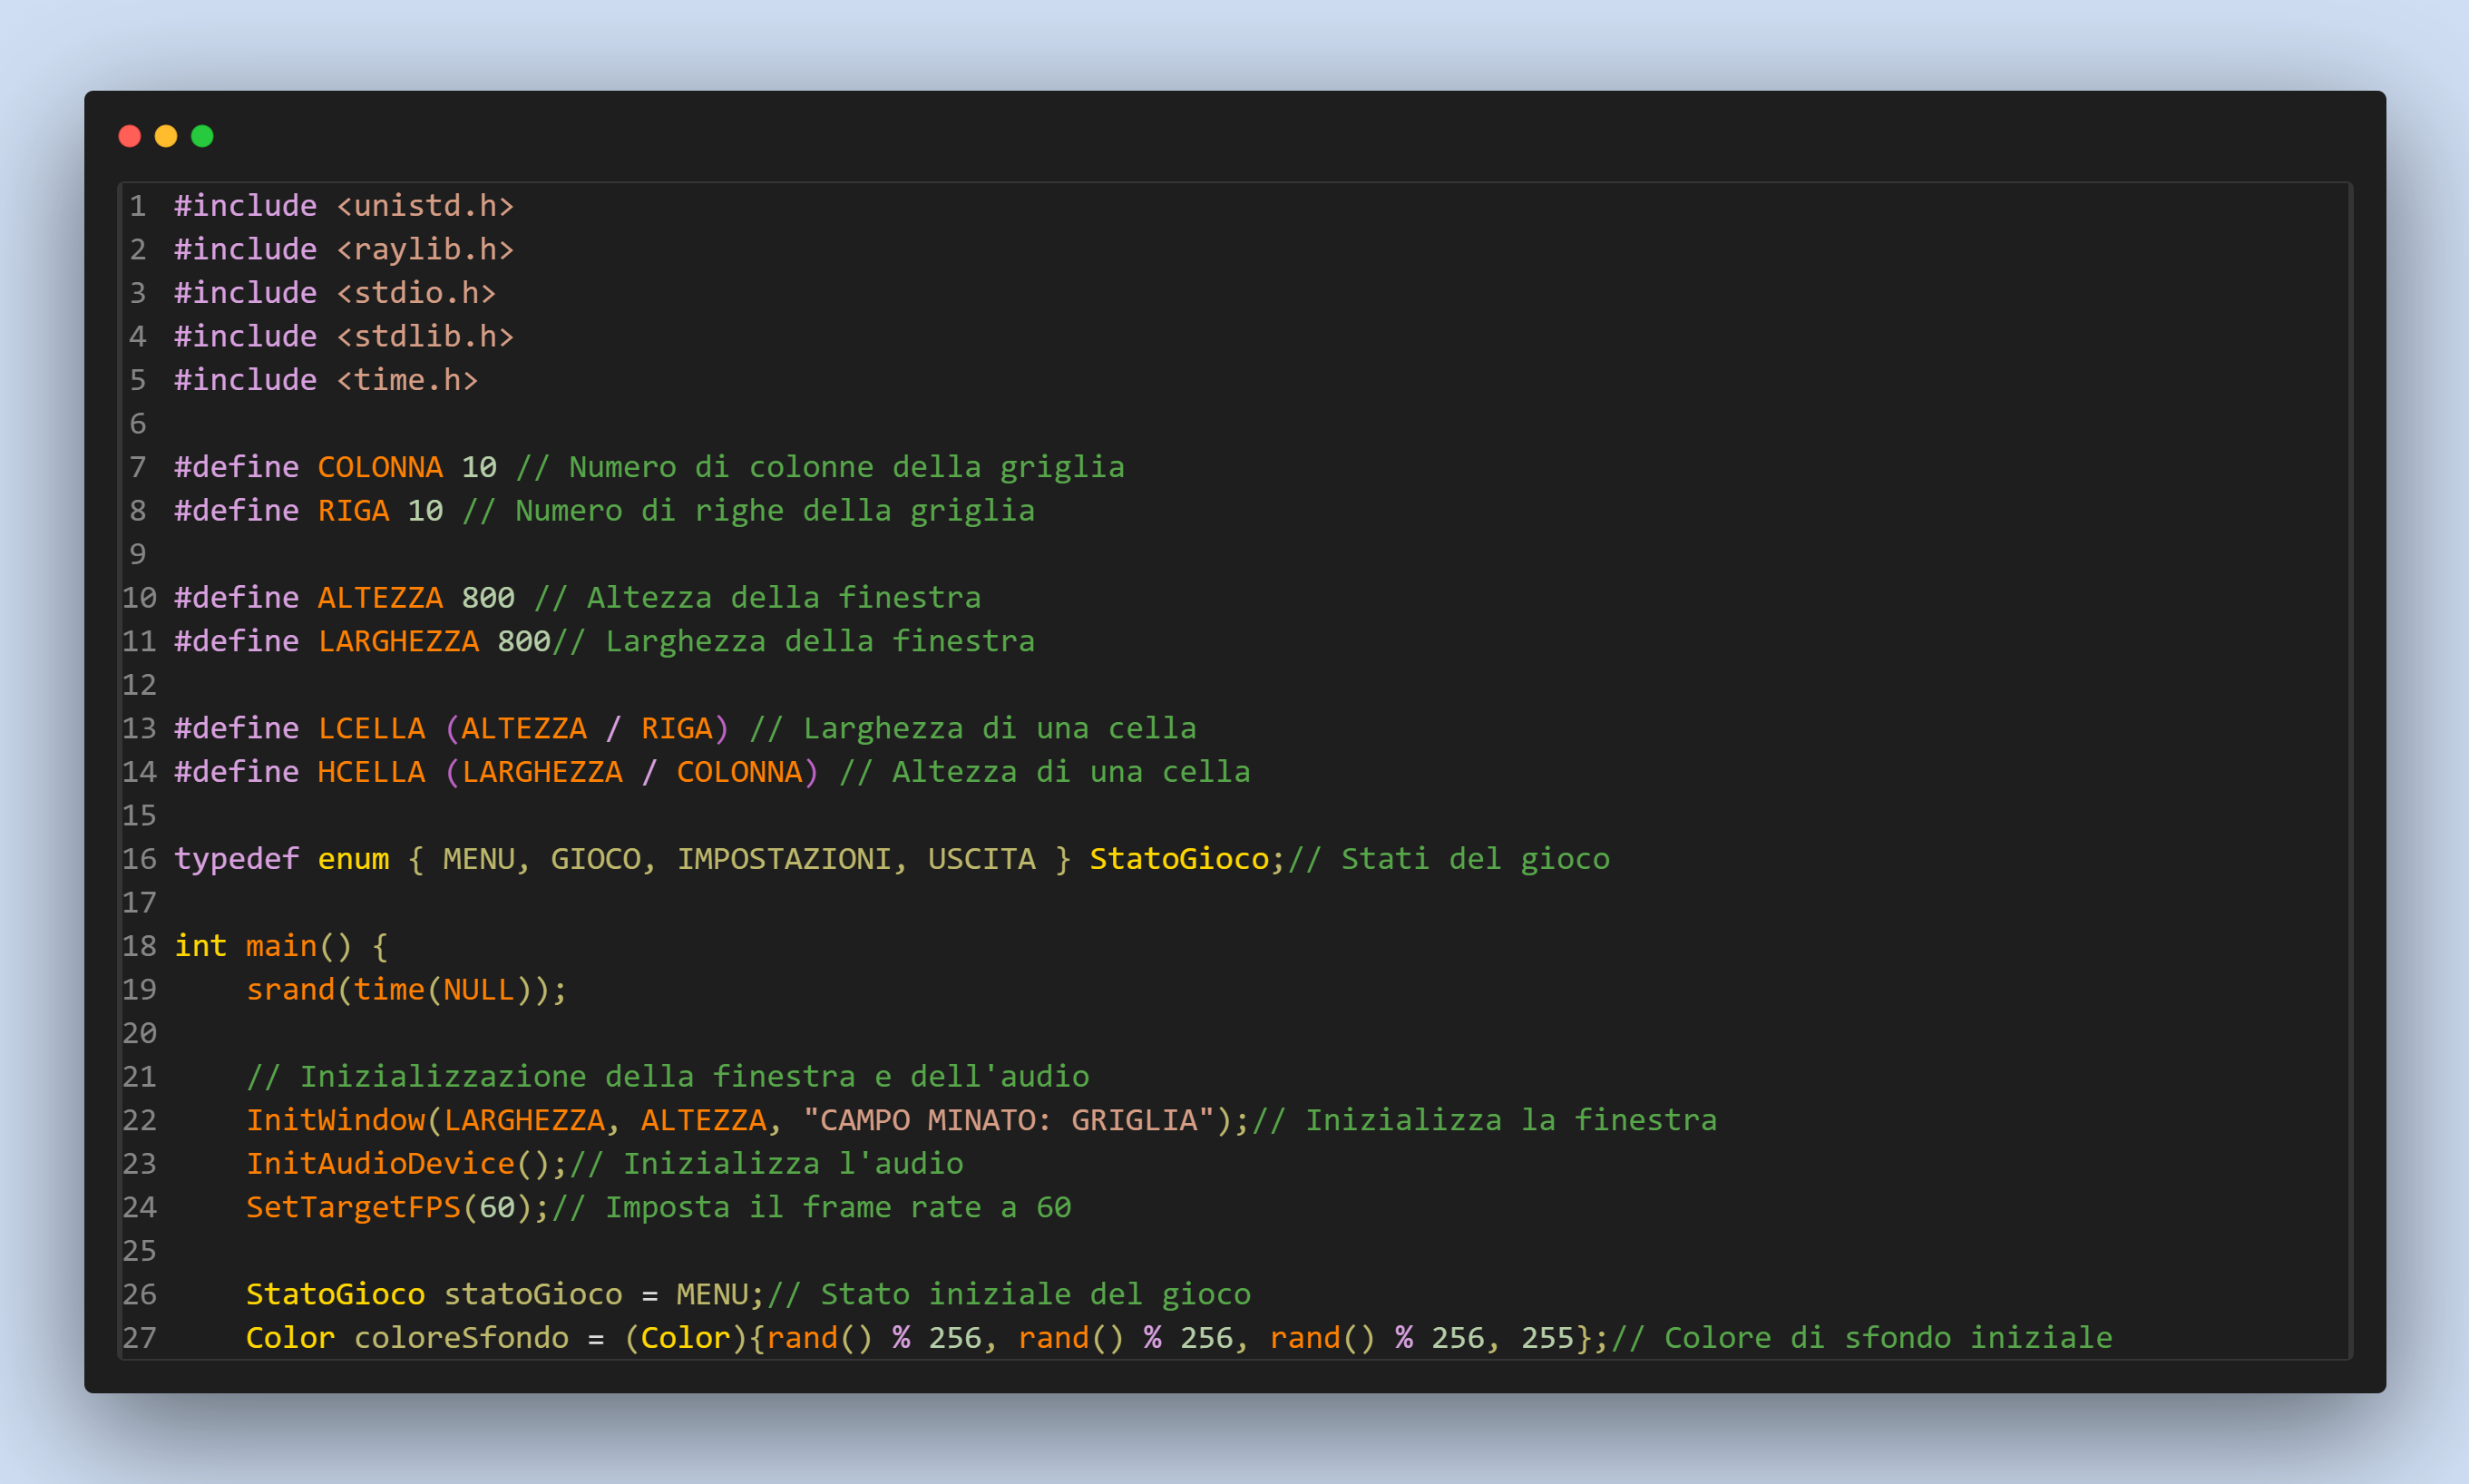 1 #include <unistd.h>
2 #include <raylib.h>
3 #include <stdio.h>
4 #include <stdlib.h>
5 #include <time.h>
6
7 #define COLONNA 10 // Numero di colonne della griglia
8 #define RIGA 10 // Numero di righe della griglia
9
10 #define ALTEZZA 800 // Altezza della finestra
11 #define LARGHEZZA 800// Larghezza della finestra
12
13 #define LCELLA (ALTEZZA / RIGA) // Larghezza di una cella
14 #define HCELLA (LARGHEZZA / COLONNA) // Altezza di una cella
15
16 typedef enum { MENU, GIOCO, IMPOSTAZIONI, USCITA } StatoGioco;// Stati del gioco
17
18 int main() {
19     srand(time(NULL));
20
21     // Inizializzazione della finestra e dell'audio
22     InitWindow(LARGHEZZA, ALTEZZA, "CAMPO MINATO: GRIGLIA");// Inizializza la finestra
23     InitAudioDevice();// Inizializza l'audio
24     SetTargetFPS(60);// Imposta il frame rate a 60
25
26     StatoGioco statoGioco = MENU;// Stato iniziale del gioco
27     Color coloreSfondo = (Color){rand() % 256, rand() % 256, rand() % 256, 255};// Colore di sfondo iniziale